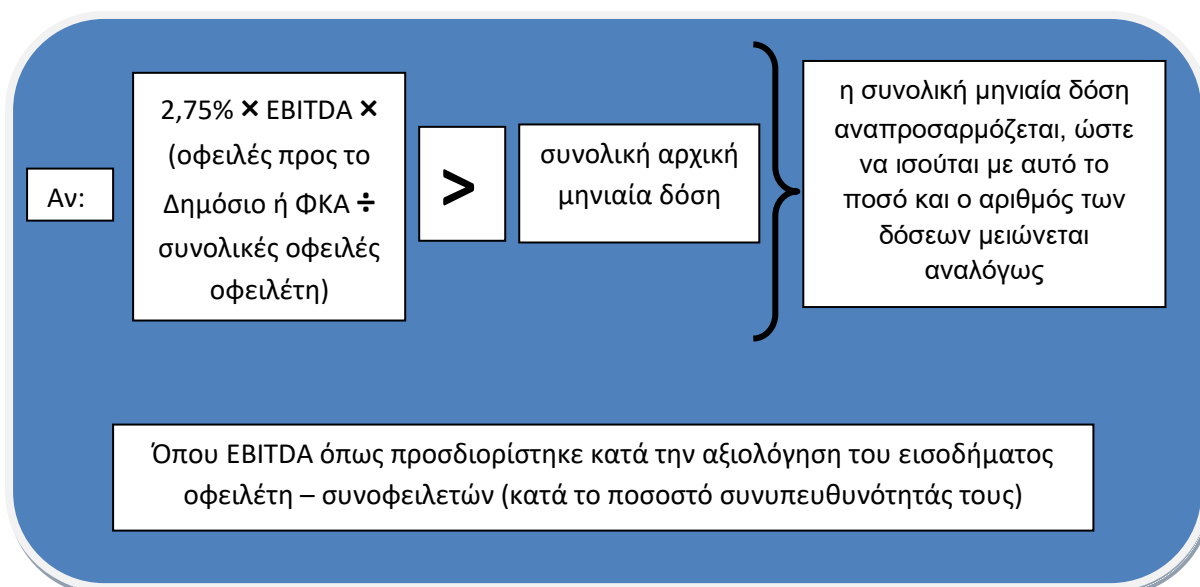 Αν:
2,75% × EBITDA ×
(οφειλές προς το
Δημόσιο ή ΦΚΑ ÷
συνολικές οφειλές
οφειλέτη)
>
συνολική αρχική
μηνιαία δόση
η συνολική μηνιαία δόση
αναπροσαρμόζεται, ώστε
να ισούται με αυτό το
ποσό και ο αριθμός των
δόσεων μειώνεται
αναλόγως
Όπου EBITDA όπως προσδιορίστηκε κατά την αξιολόγηση του εισοδήματος
οφειλέτη – συνοφειλετών (κατά το ποσοστό συνυπευθυνότητάς τους)